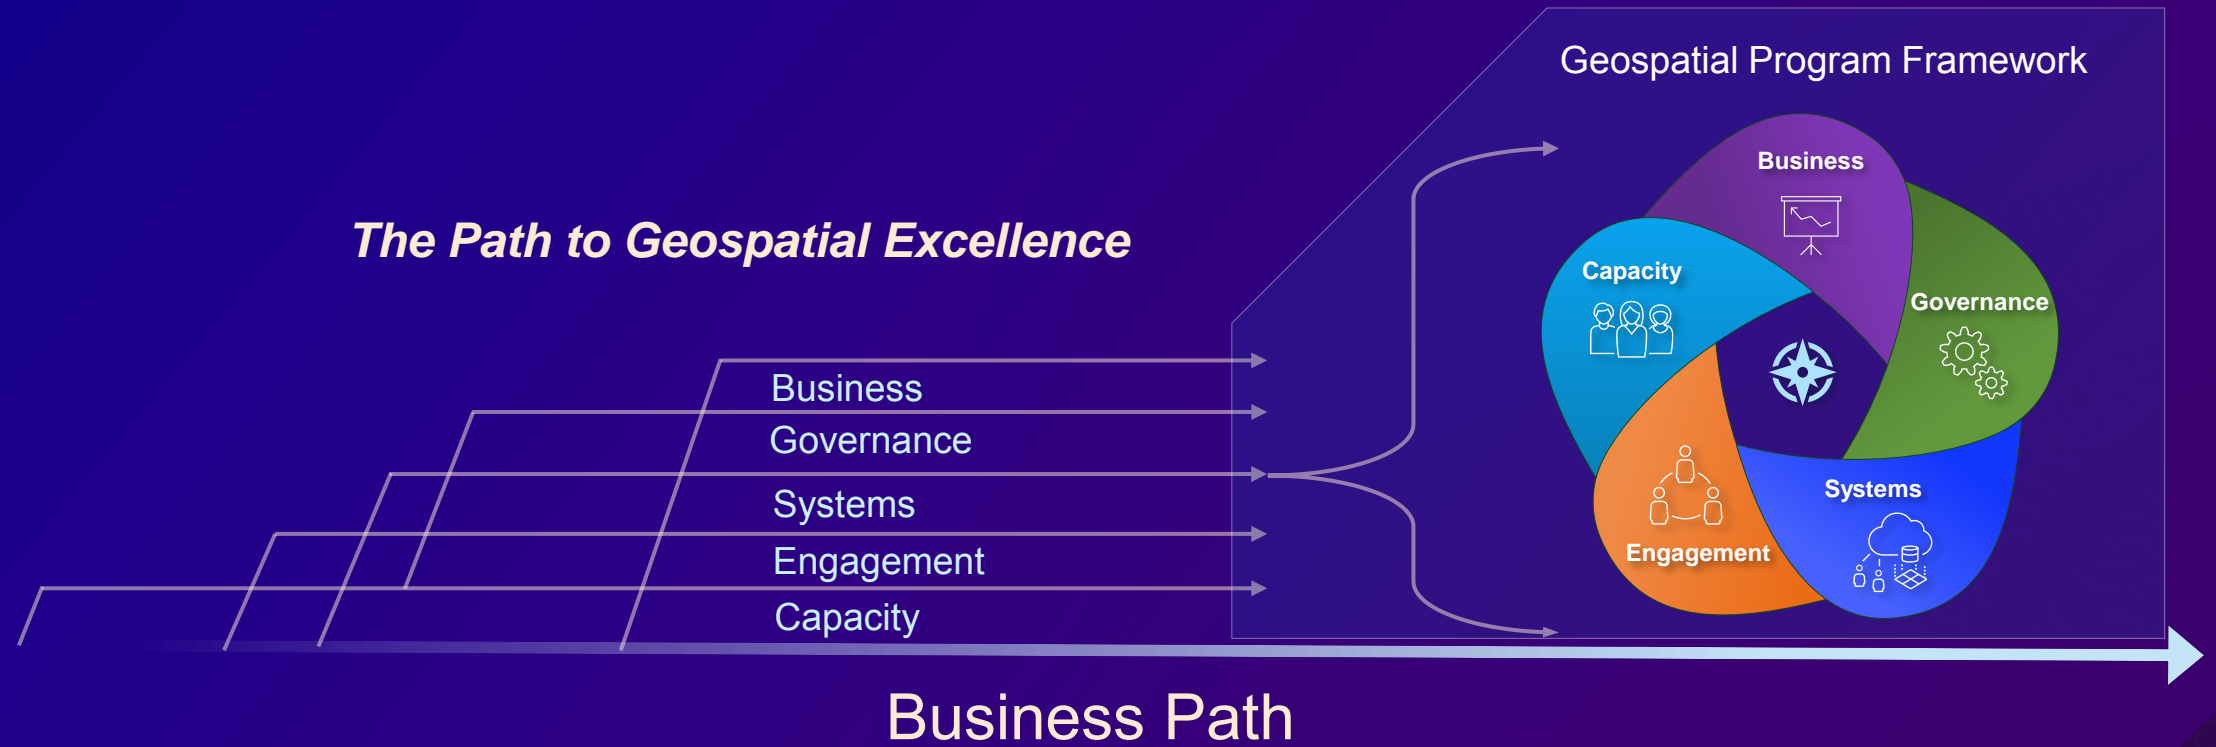 Geospatial Program Framework
The Path to Geospatial Excellence
Business
Governance
Systems
Engagement
Capacity
Business
Capacity
Governance
Systems
Engagement
Business Path